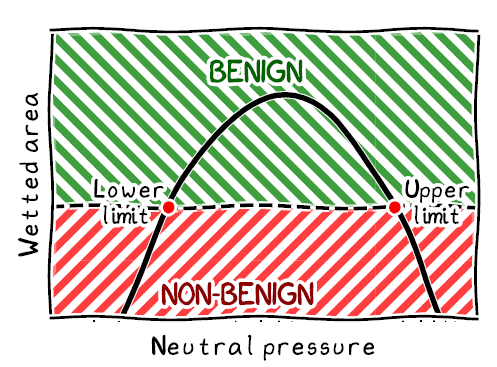 BENIGN
Wetted area
Lower
limit
Upper
limit
NON-BENIGN
Neutral pressure